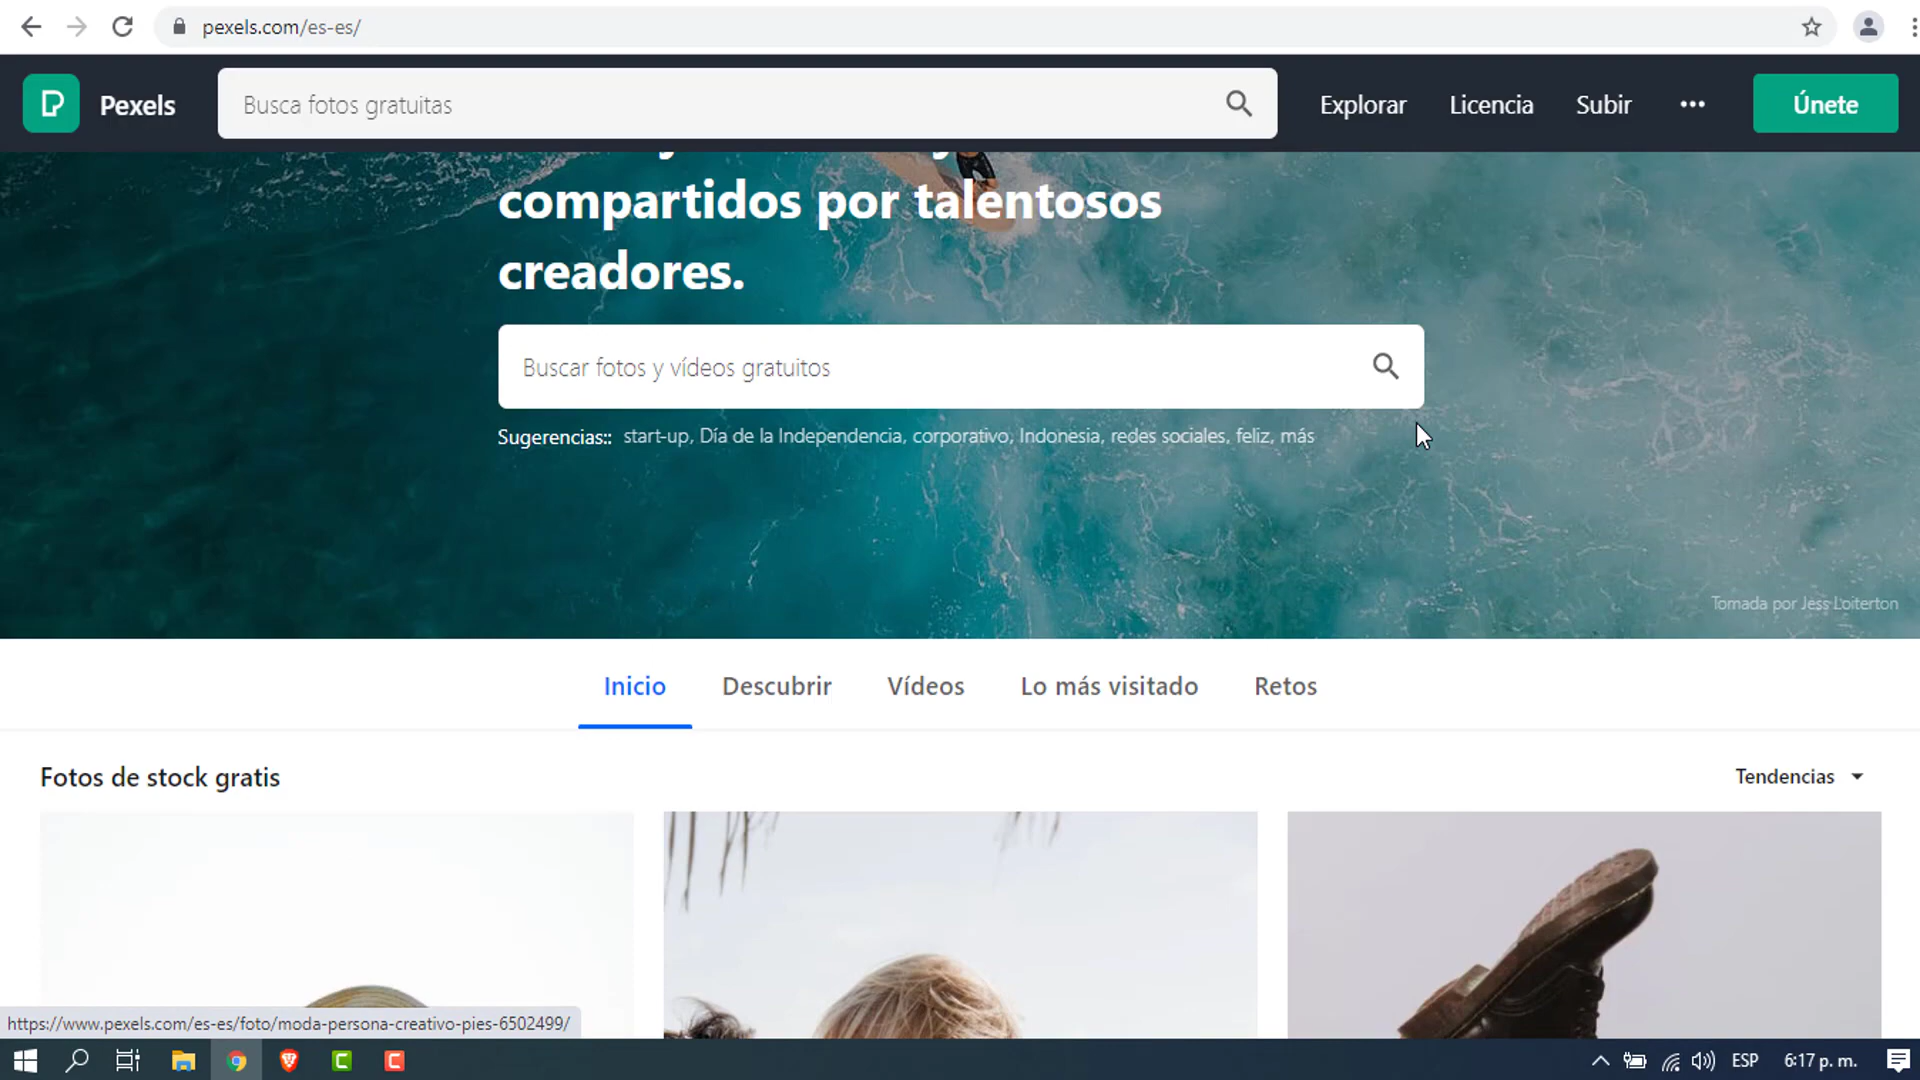 pexels.com/es-es/
Pexels
Busca fotos gratuitas
Explorar
Licencia
Subir
Únete
compartidos por talentosos
creadores.
Buscar fotos y vídeos gratuitos
Sugerencias:: start-up, Día de la Independencia, corporativo, Indonesia, redes sociales, feliz, más
Tomada por Jess Loiterton
Inicio
Descubrir
Vídeos
Lo más visitado
Retos
Fotos de stock gratis
Tendencias
https://www.pexels.com/es-es/foto/moda-persona-creativo-pies-6502499/
ESP
6:17 p. m.